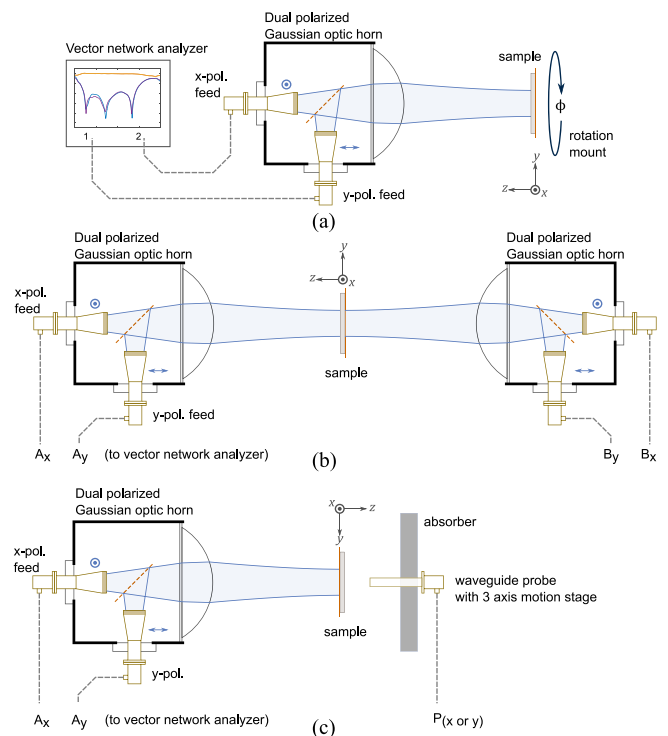 Dual polarized
Gaussian optic horn
Vector network analyzer
x-pol.
feed
sample
1
2
ϕ
rotation
mount
y-pol. feed
y
z
x
(a)
Dual polarized
Gaussian optic horn
y
z
x
Dual polarized
Gaussian optic horn
x-pol.
feed
x-pol.
feed
sample
y-pol. feed
Ax
Ay
(to vector network analyzer)
By
Bx
(b)
Dual polarized
Gaussian optic horn
x
z
y
absorber
x-pol.
feed
waveguide probe
with 3 axis motion stage
sample
y-pol.
Ax
Ay
(to vector network analyzer)
P(x or y)
(c)